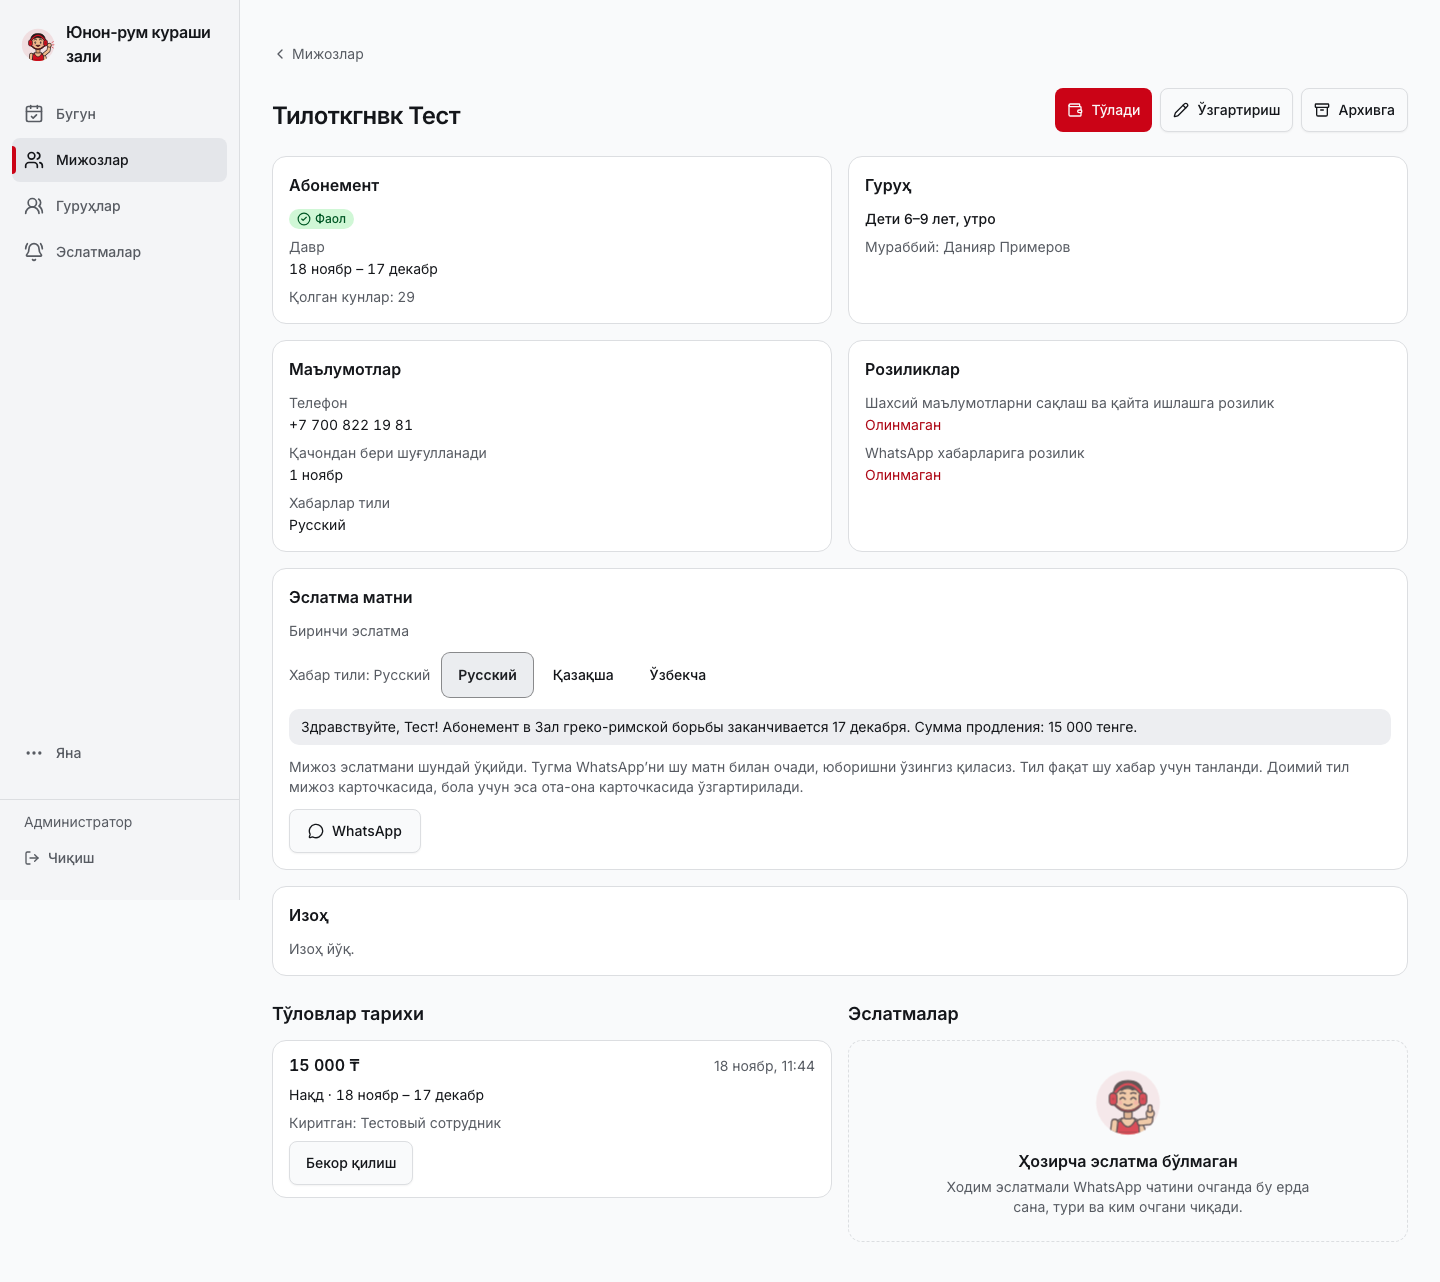 Юнон-рум кураши
зали
Бугун
Мижозлар
Гуруҳлар
Эслатмалар
Яна
Администратор
Чиқиш
Мижозлар
Тилоткгнвк Тест
Тўлади
Ўзгартириш
Архивга
Абонемент
Фаол
Давр
18 ноябр – 17 декабр
Қолган кунлар: 29
Гуруҳ
Дети 6–9 лет, утро
Мураббий: Данияр Примеров
Маълумотлар
Телефон
+7 700 822 19 81
Қачондан бери шуғулланади
1 ноябр
Хабарлар тили
Русский
Розиликлар
Шахсий маълумотларни сақлаш ва қайта ишлашга розилик
Олинмаган
WhatsApp хабарларига розилик
Олинмаган
Эслатма матни
Биринчи эслатма
Хабар тили: Русский
Русский
Қазақша
Ўзбекча
Здравствуйте, Тест! Абонемент в Зал греко-римской борьбы заканчивается 17 декабря. Сумма продления: 15 000 тенге.
Мижоз эслатмани шундай ўқийди. Тугма WhatsApp’ни шу матн билан очади, юборишни ўзингиз қиласиз. Тил фақат шу хабар учун танланди. Доимий тил
мижоз карточкасида, бола учун эса ота-она карточкасида ўзгартирилади.
WhatsApp
Изоҳ
Изоҳ йўқ.
Тўловлар тарихи
15 000 ₸
18 ноябр, 11:44
Нақд · 18 ноябр – 17 декабр
Киритган: Тестовый сотрудник
Бекор қилиш
Эслатмалар
Ҳозирча эслатма бўлмаган
Ходим эслатмали WhatsApp чатини очганда бу ерда
сана, тури ва ким очгани чиқади.